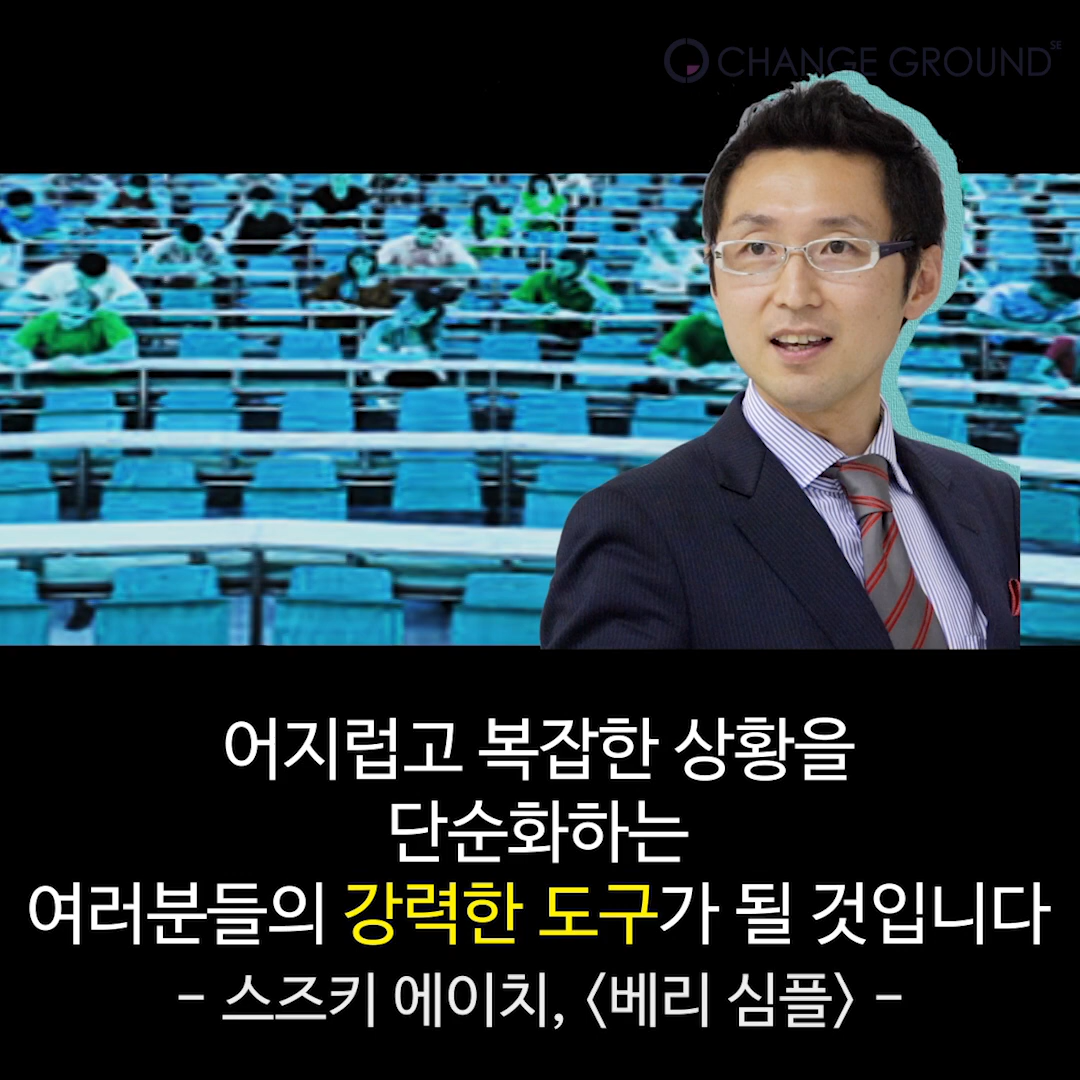 CHANGE GROUND SE
어지럽고 복잡한 상황을
단순화하는
여러분들의 강력한 도구가 될 것입니다
- 스즈키 에이치, <베리 심플> -